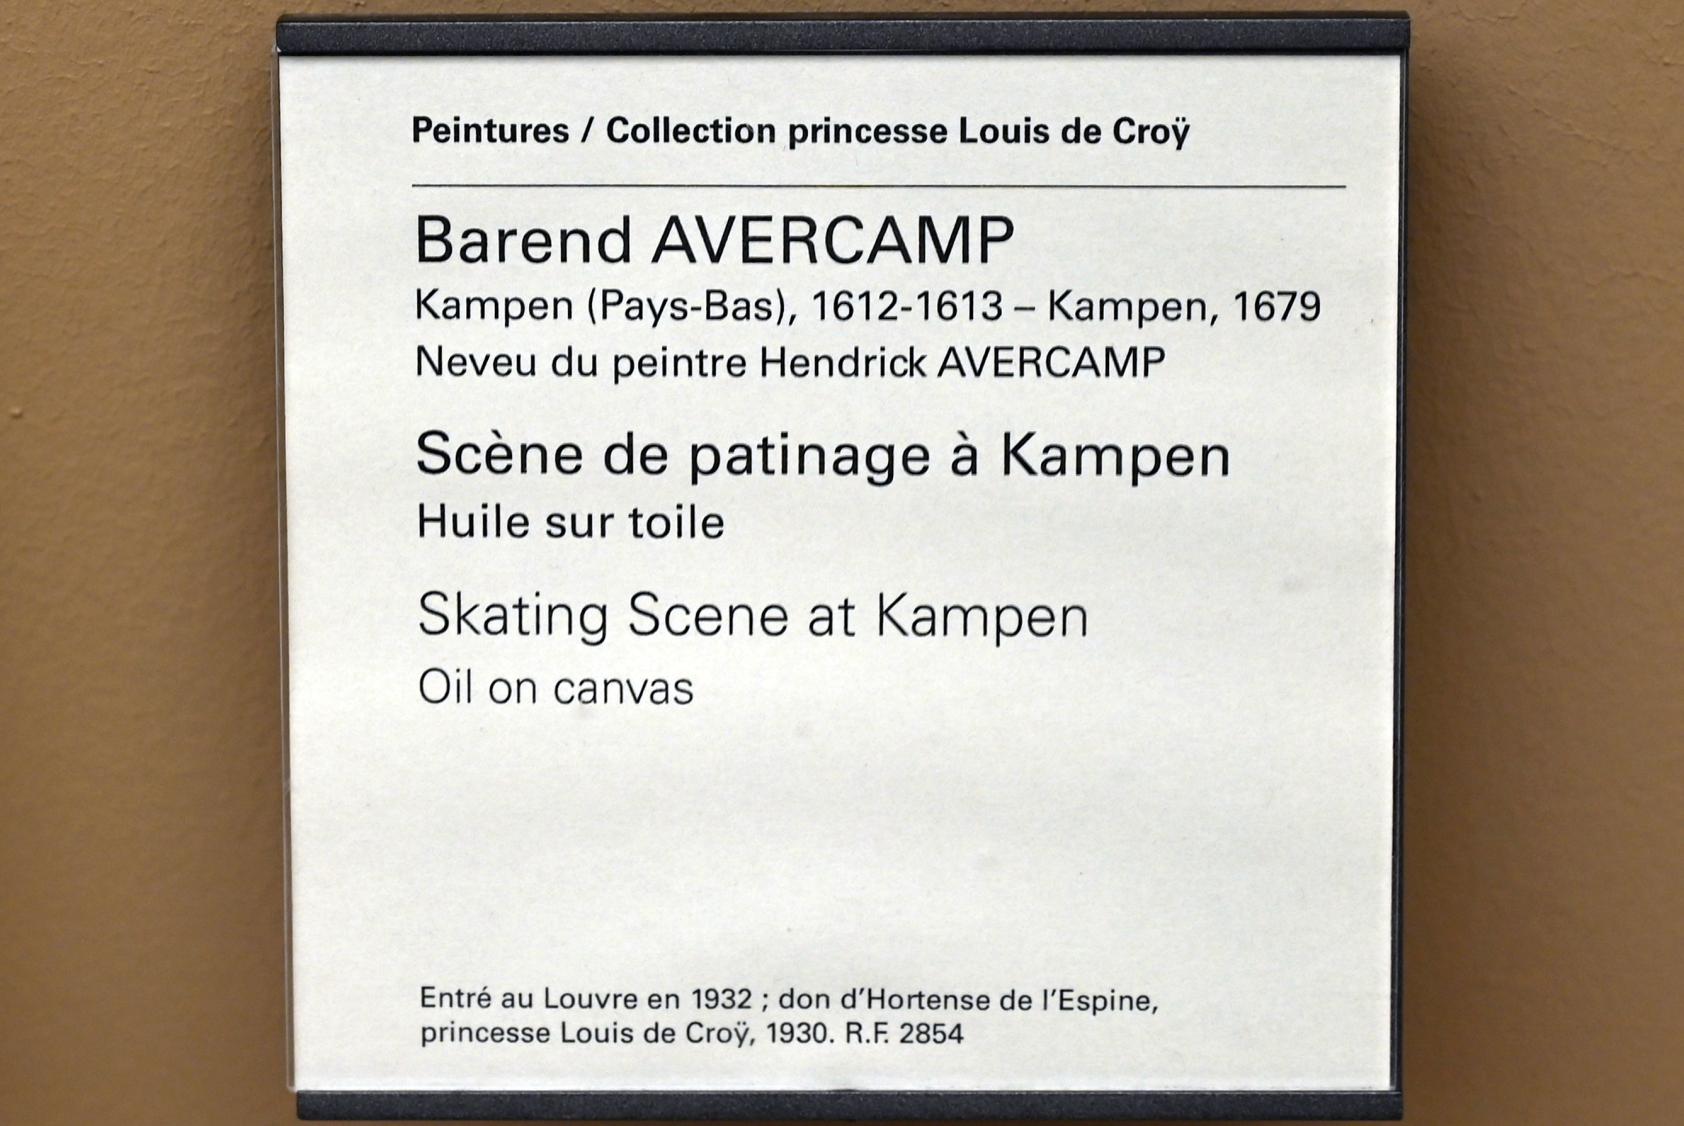 Peintures / Collection princesse Louis de Croÿ
Barend AVERCAMP
Kampen (Pays-Bas), 1612-1613 – Kampen, 1679
Neveu du peintre Hendrick AVERCAMP
Scène de patinage à Kampen
Huile sur toile
Skating Scene at Kampen
Oil on canvas
Entré au Louvre en 1932 ; don d'Hortense de l'Espine,
princesse Louis de Croÿ, 1930. R.F. 2854